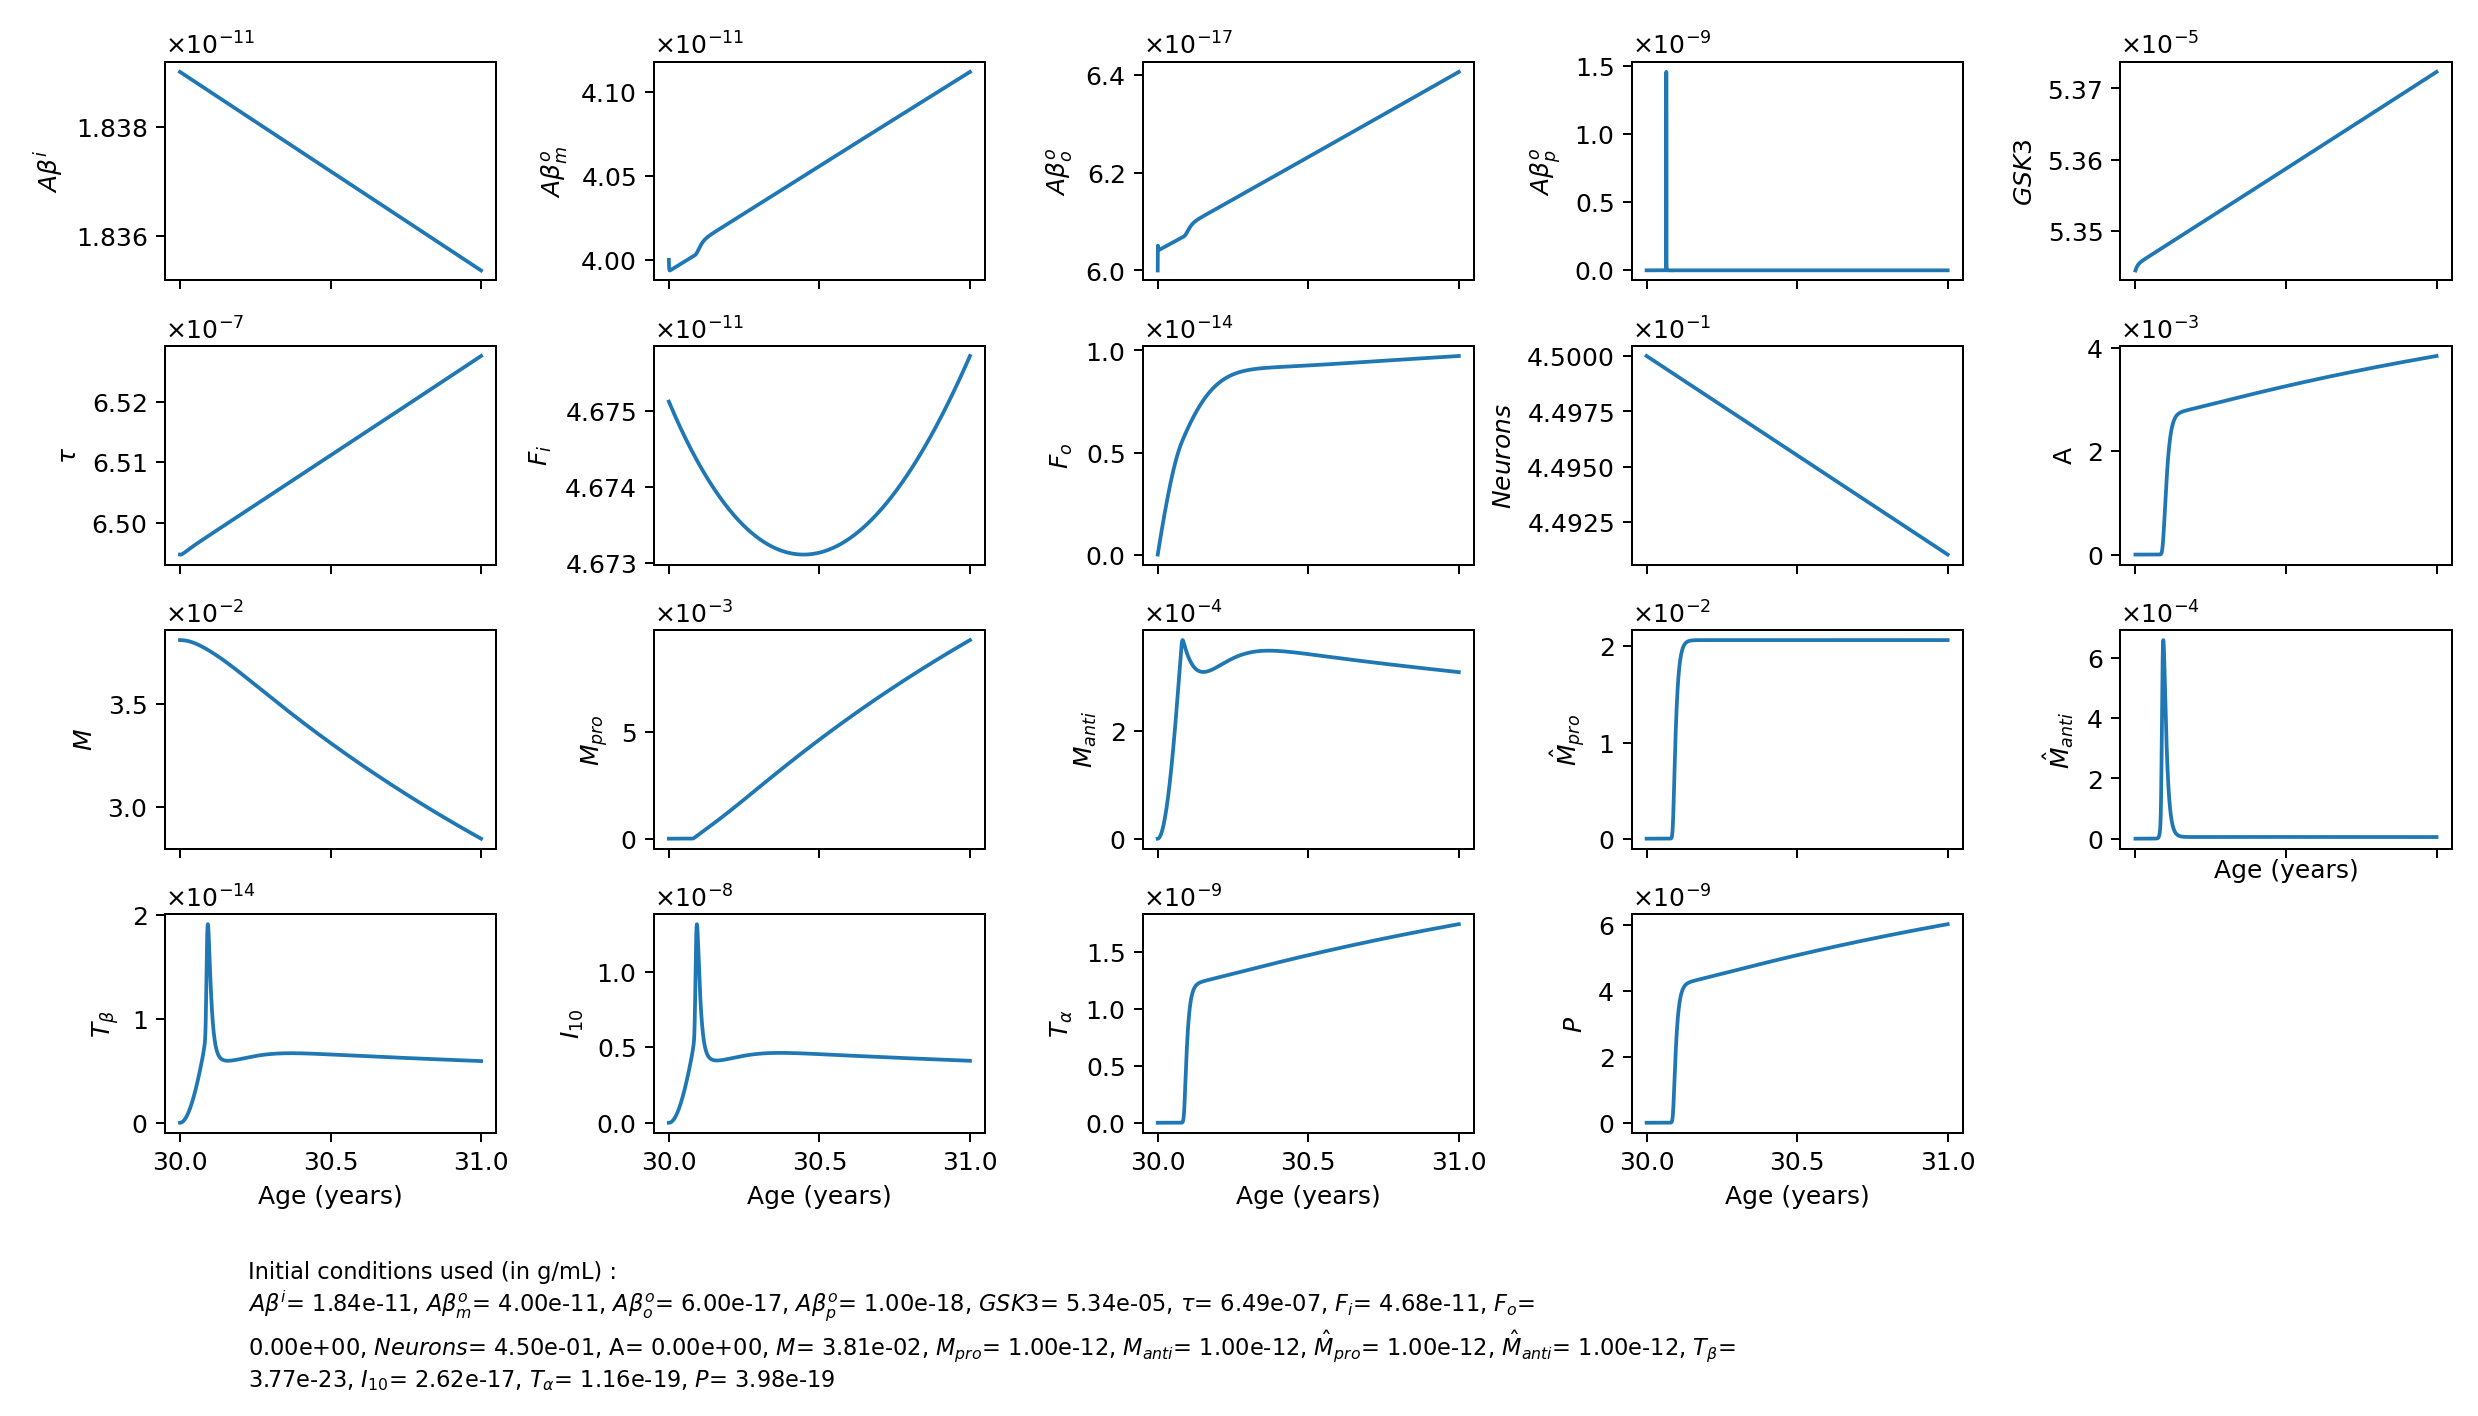 ×10⁻¹¹
1.838
1.836
Aβⁱ
×10⁻¹¹
4.10
4.05
4.00
Aβ_m^o
×10⁻¹⁷
6.4
6.2
6.0
Aβ_o^o
×10⁻⁹
1.5
1.0
0.5
0.0
Aβ_p^o
×10⁻⁵
5.37
5.36
5.35
GSK3
×10⁻⁷
6.52
6.51
6.50
τ
×10⁻¹¹
4.675
4.674
4.673
F_i
×10⁻¹⁴
1.0
0.5
0.0
F_o
×10⁻¹
4.5000
4.4975
4.4950
4.4925
Neurons
×10⁻³
4
2
0
A
×10⁻²
3.5
3.0
M
×10⁻³
5
0
M_pro
×10⁻⁴
2
0
M_anti
×10⁻²
2
1
0
M̂_pro
×10⁻⁴
6
4
2
0
M̂_anti
Age (years)
×10⁻¹⁴
2
1
0
T_β
30.0 30.5 31.0
Age (years)
×10⁻⁸
1.0
0.5
0.0
I₁₀
30.0 30.5 31.0
Age (years)
×10⁻⁹
1.5
1.0
0.5
0.0
T_α
30.0 30.5 31.0
Age (years)
×10⁻⁹
6
4
2
0
P
30.0 30.5 31.0
Age (years)
Initial conditions used (in g/mL) :
Aβⁱ= 1.84e-11, Aβ_m^o= 4.00e-11, Aβ_o^o= 6.00e-17, Aβ_p^o= 1.00e-18, GSK3= 5.34e-05, τ= 6.49e-07, F_i= 4.68e-11, F_o=
0.00e+00, Neurons= 4.50e-01, A= 0.00e+00, M= 3.81e-02, M_pro= 1.00e-12, M_anti= 1.00e-12, M̂_pro= 1.00e-12, M̂_anti= 1.00e-12, T_β=
3.77e-23, I₁₀= 2.62e-17, T_α= 1.16e-19, P= 3.98e-19